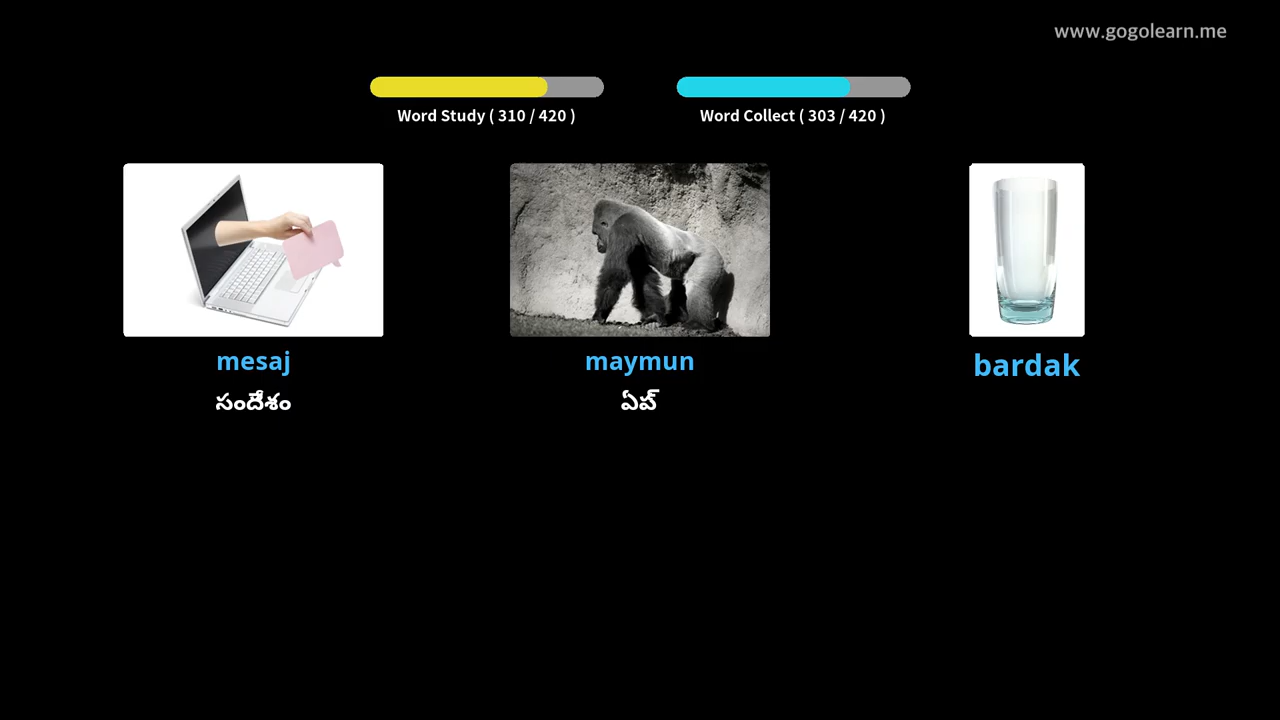 www.gogolearn.me
Word Study ( 310 / 420 )
Word Collect ( 303 / 420 )
mesaj
maymun
bardak
సందేశం
ఏప్